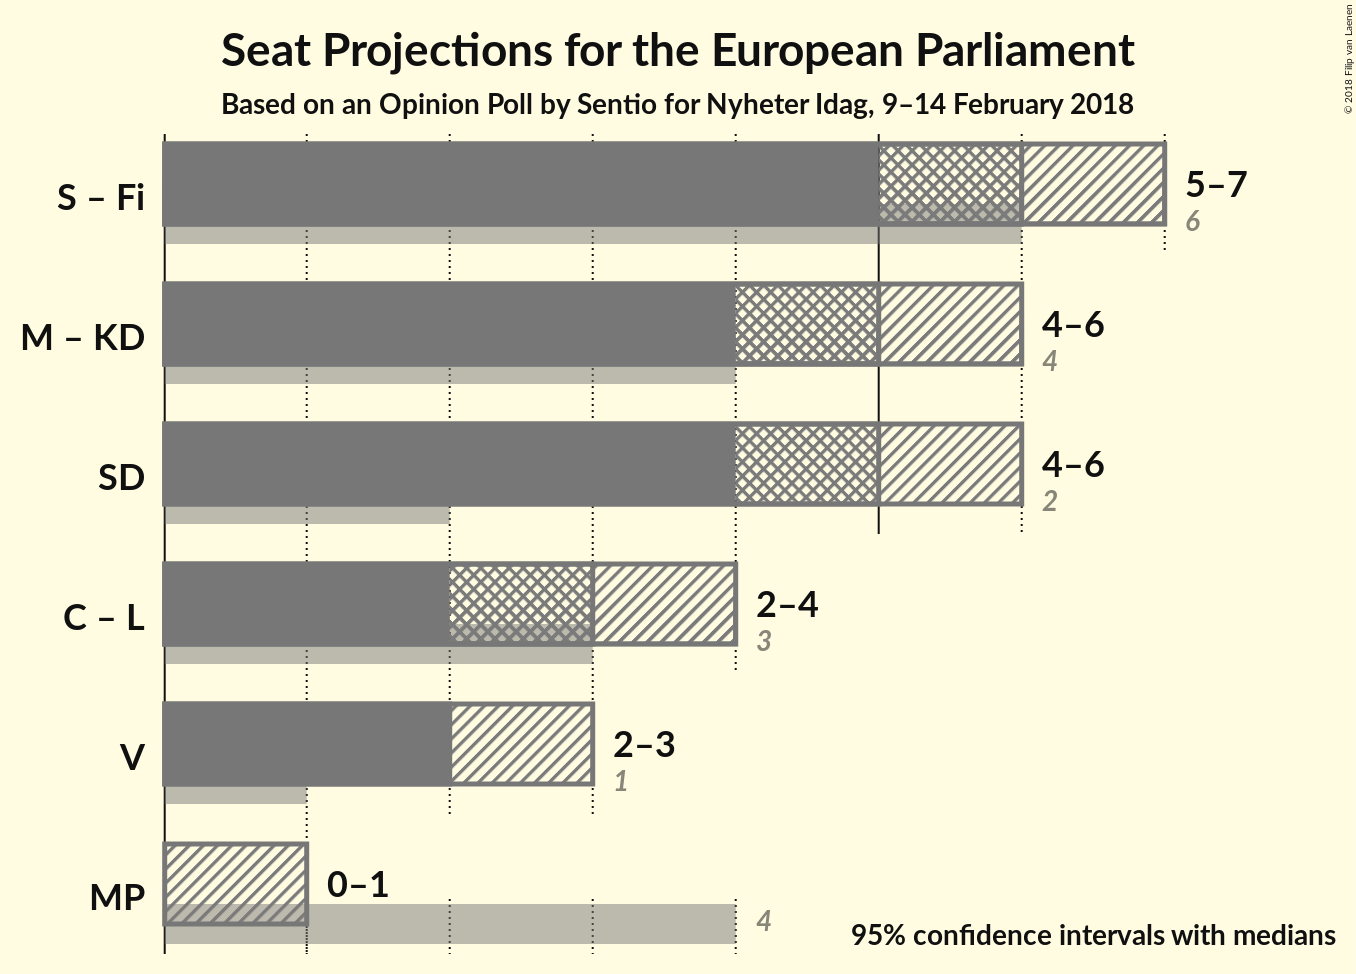 Seat Projections for the European Parliament
Based on an Opinion Poll by Sentio for Nyheter Idag, 9–14 February 2018
© 2018 Filip van Laenen
S – Fi
5–7
6
M – KD
4–6
4
SD
4–6
2
C – L
2–4
3
V
2–3
1
MP
0–1
4
95% confidence intervals with medians